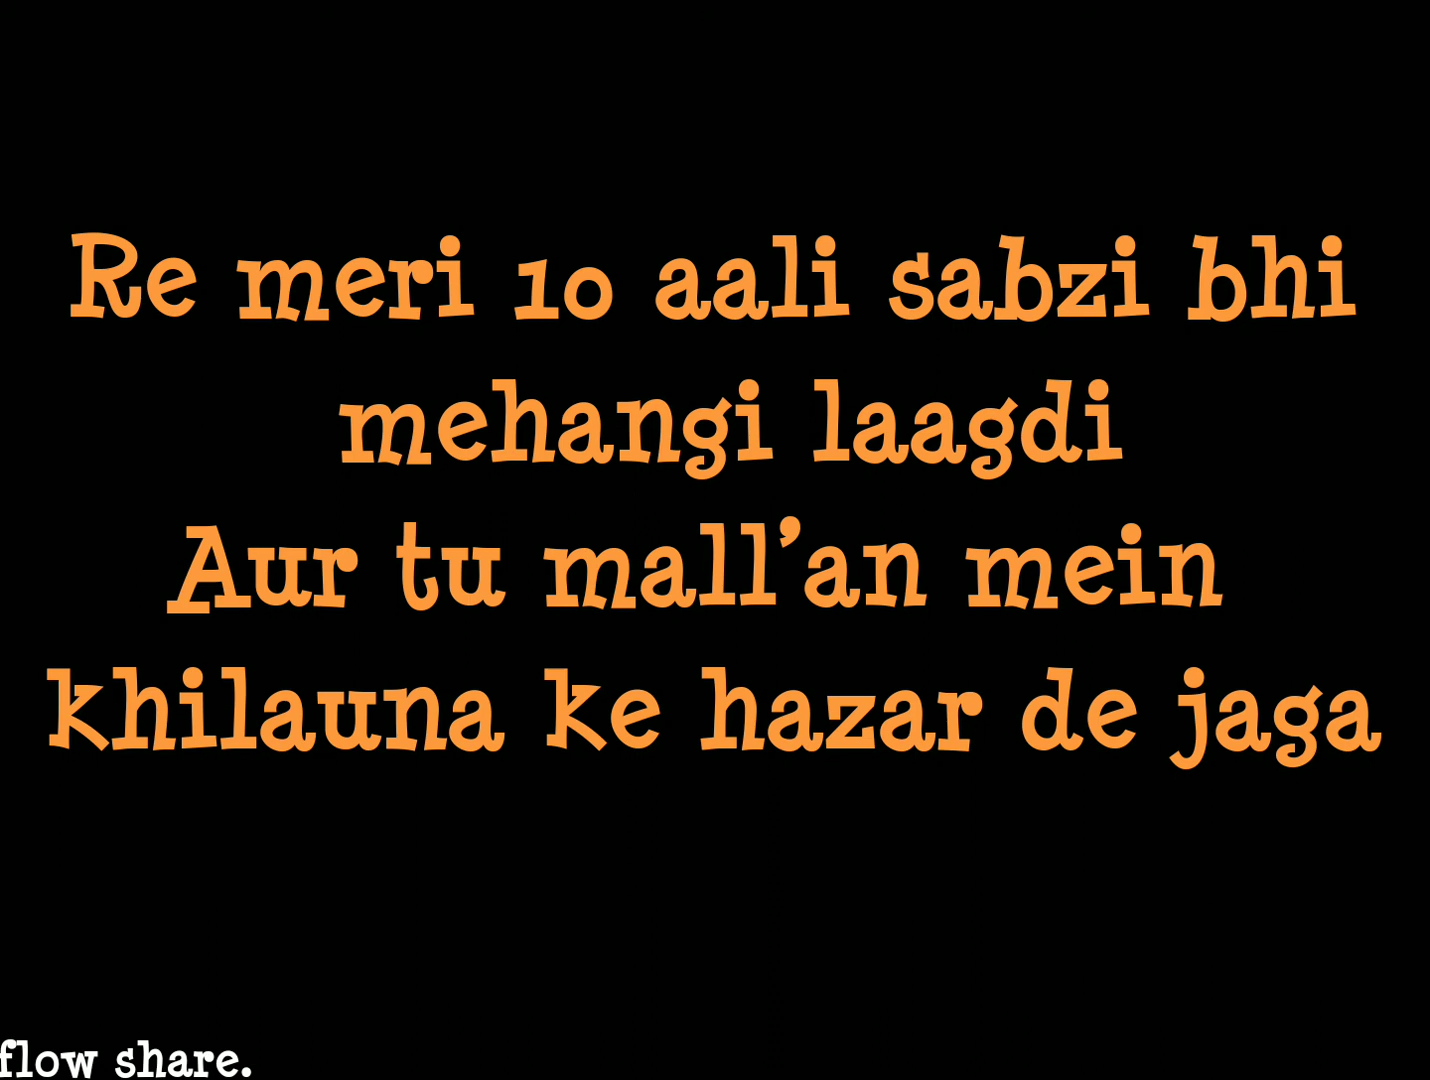 Re meri 10 aali sabzi bhi
mehangi laagdi
Aur tu mall’an mein
khilauna ke hazar de jaga
flow share.